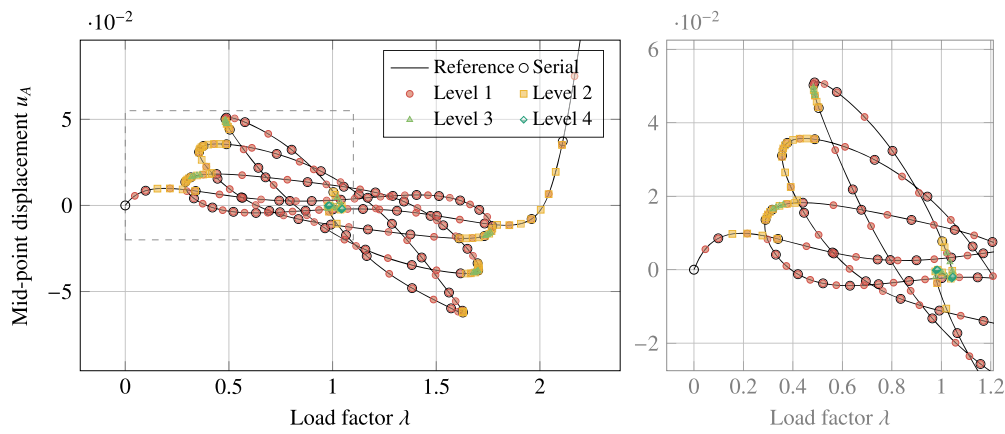 ·10−2
Mid-point displacement uA
5
0
−5
Reference Serial
Level 1 Level 2
Level 3 Level 4
0 0.5 1 1.5 2
Load factor λ
·10−2
6
4
2
0
−2
0 0.2 0.4 0.6 0.8 1 1.2
Load factor λ